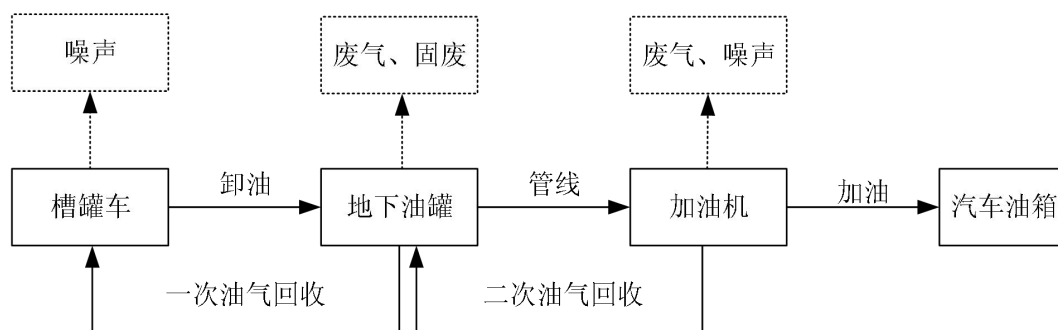 噪声
废气、固废
废气、噪声
槽罐车
卸油
地下油罐
管线
加油机
加油
汽车油箱
一次油气回收
二次油气回收